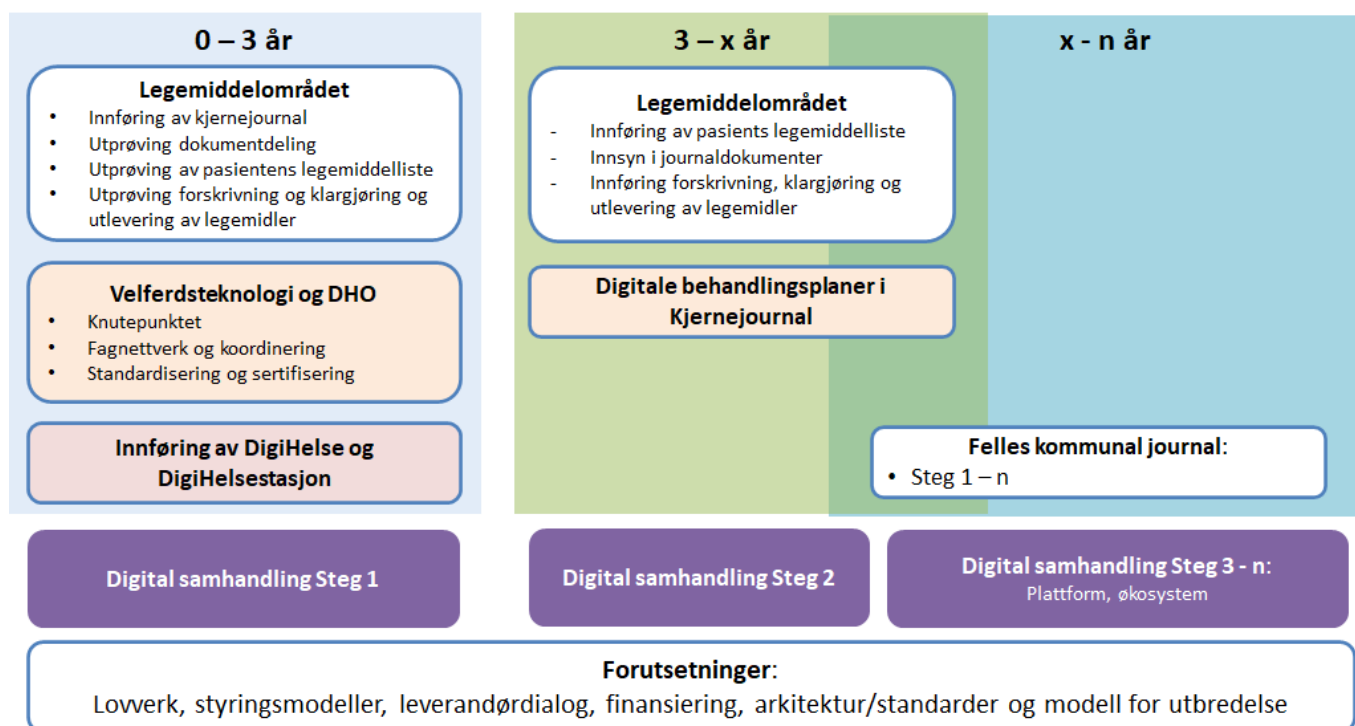 0 – 3 år
Legemiddelområdet
• Innføring av kjernejournal
• Utprøving dokumentdeling
• Utprøving av pasientens legemiddelliste
• Utprøving forskrivning og klargjøring og
utlevering av legemidler
Velferdsteknologi og DHO
• Knutepunktet
• Fagnettverk og koordinering
• Standardisering og sertifisering
Innføring av DigiHelse og
DigiHelsestasjon
Digital samhandling Steg 1
3 – x år
Legemiddelområdet
- Innføring av pasients legemiddelliste
- Innsyn i journaldokumenter
- Innføring forskrivning, klargjøring og
utlevering av legemidler
Digitale behandlingsplaner i
Kjernejournal
Digital samhandling Steg 2
x - n år
Felles kommunal journal:
• Steg 1 – n
Digital samhandling Steg 3 - n:
Plattform, økosystem
Forutsetninger:
Lovverk, styringsmodeller, leverandørdialog, finansiering, arkitektur/standarder og modell for utbredelse